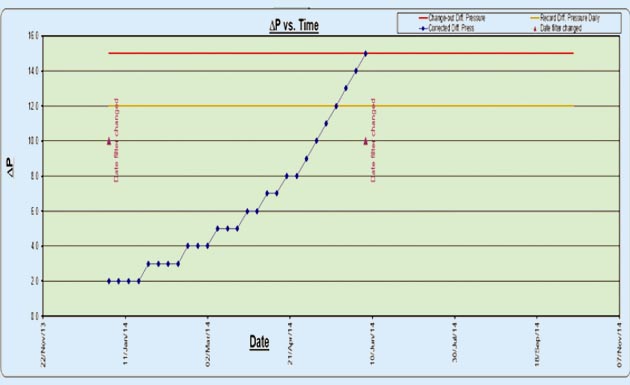 ΔP vs. Time
Change-out Diff. Pressure
Record Diff. Pressure Daily
Corrected Diff. Press
Date filter changed
ΔP
16.0
14.0
12.0
10.0
8.0
6.0
4.0
2.0
0.0
Date filter changed
Date filter changed
22/Nov/13
11/Jan/14
02/Mar/14
21/Apr/14
10/Jun/14
30/Jul/14
18/Sep/14
07/Nov/14
Date